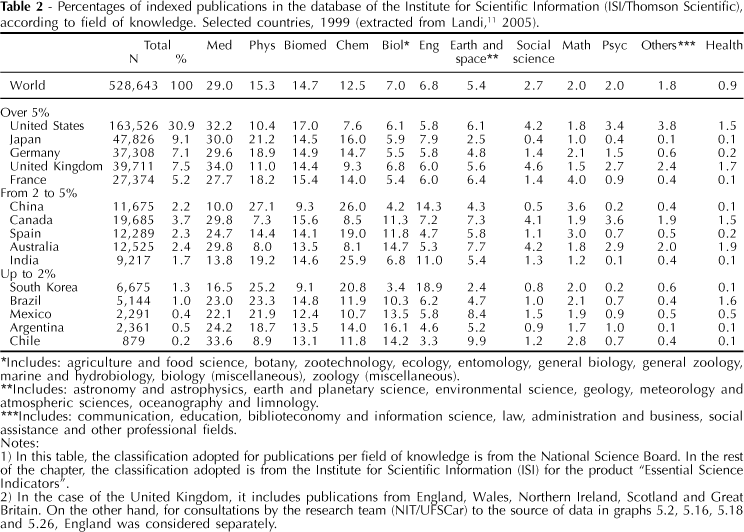 Table 2 - Percentages of indexed publications in the database of the Institute for Scientific Information (ISI/Thomson Scientific),
according to field of knowledge. Selected countries, 1999 (extracted from Landi,11 2005).
Total Med Phys Biomed Chem Biol* Eng Earth and Social Math Psyc Others*** Health
N % space** science
World 528,643 100 29.0 15.3 14.7 12.5 7.0 6.8 5.4 2.7 2.0 2.0 1.8 0.9
Over 5%
United States 163,526 30.9 32.2 10.4 17.0 7.6 6.1 5.8 6.1 4.2 1.8 3.4 3.8 1.5
Japan 47,826 9.1 30.0 21.2 14.5 16.0 5.9 7.9 2.5 0.4 1.0 0.4 0.1 0.1
Germany 37,308 7.1 29.6 18.9 14.9 14.7 5.5 5.8 4.8 1.4 2.1 1.5 0.6 0.2
United Kingdom 39,711 7.5 34.0 11.0 14.4 9.3 6.8 6.0 5.6 4.6 1.5 2.7 2.4 1.7
France 27,374 5.2 27.7 18.2 15.4 14.0 5.4 6.0 6.4 1.4 4.0 0.9 0.4 0.1
From 2 to 5%
China 11,675 2.2 10.0 27.1 9.3 26.0 4.2 14.3 4.3 0.5 3.6 0.2 0.4 0.1
Canada 19,685 3.7 29.8 7.3 15.6 8.5 11.3 7.2 7.3 4.1 1.9 3.6 1.9 1.5
Spain 12,289 2.3 24.7 14.4 14.1 19.0 11.8 4.7 5.8 1.1 3.0 0.7 0.5 0.2
Australia 12,525 2.4 29.8 8.0 13.5 8.1 14.7 5.3 7.7 4.2 1.8 2.9 2.0 1.9
India 9,217 1.7 13.8 19.2 14.6 25.9 6.8 11.0 5.4 1.3 1.2 0.1 0.4 0.1
Up to 2%
South Korea 6,675 1.3 16.5 25.2 9.1 20.8 3.4 18.9 2.4 0.8 2.0 0.2 0.6 0.1
Brazil 5,144 1.0 23.0 23.3 14.8 11.9 10.3 6.2 4.7 1.0 2.1 0.7 0.4 1.6
Mexico 2,291 0.4 22.1 21.9 12.4 10.7 13.5 5.8 8.4 1.5 1.9 0.9 0.5 0.5
Argentina 2,361 0.5 24.2 18.7 13.5 14.0 16.1 4.6 5.2 0.9 1.7 1.0 0.1 0.1
Chile 879 0.2 33.6 8.9 13.1 11.8 14.2 3.3 9.9 1.2 2.8 0.7 0.4 0.1
*Includes: agriculture and food science, botany, zootechnology, ecology, entomology, general biology, general zoology,
marine and hydrobiology, biology (miscellaneous), zoology (miscellaneous).
**Includes: astronomy and astrophysics, earth and planetary science, environmental science, geology, meteorology and
atmospheric sciences, oceanography and limnology.
***Includes: communication, education, biblioteconomy and information science, law, administration and business, social
assistance and other professional fields.
Notes:
1) In this table, the classification adopted for publications per field of knowledge is from the National Science Board. In the rest
of the chapter, the classification adopted is from the Institute for Scientific Information (ISI) for the product “Essential Science
Indicators”.
2) In the case of the United Kingdom, it includes publications from England, Wales, Northern Ireland, Scotland and Great
Britain. On the other hand, for consultations by the research team (NIT/UFSCar) to the source of data in graphs 5.2, 5.16, 5.18
and 5.26, England was considered separately.